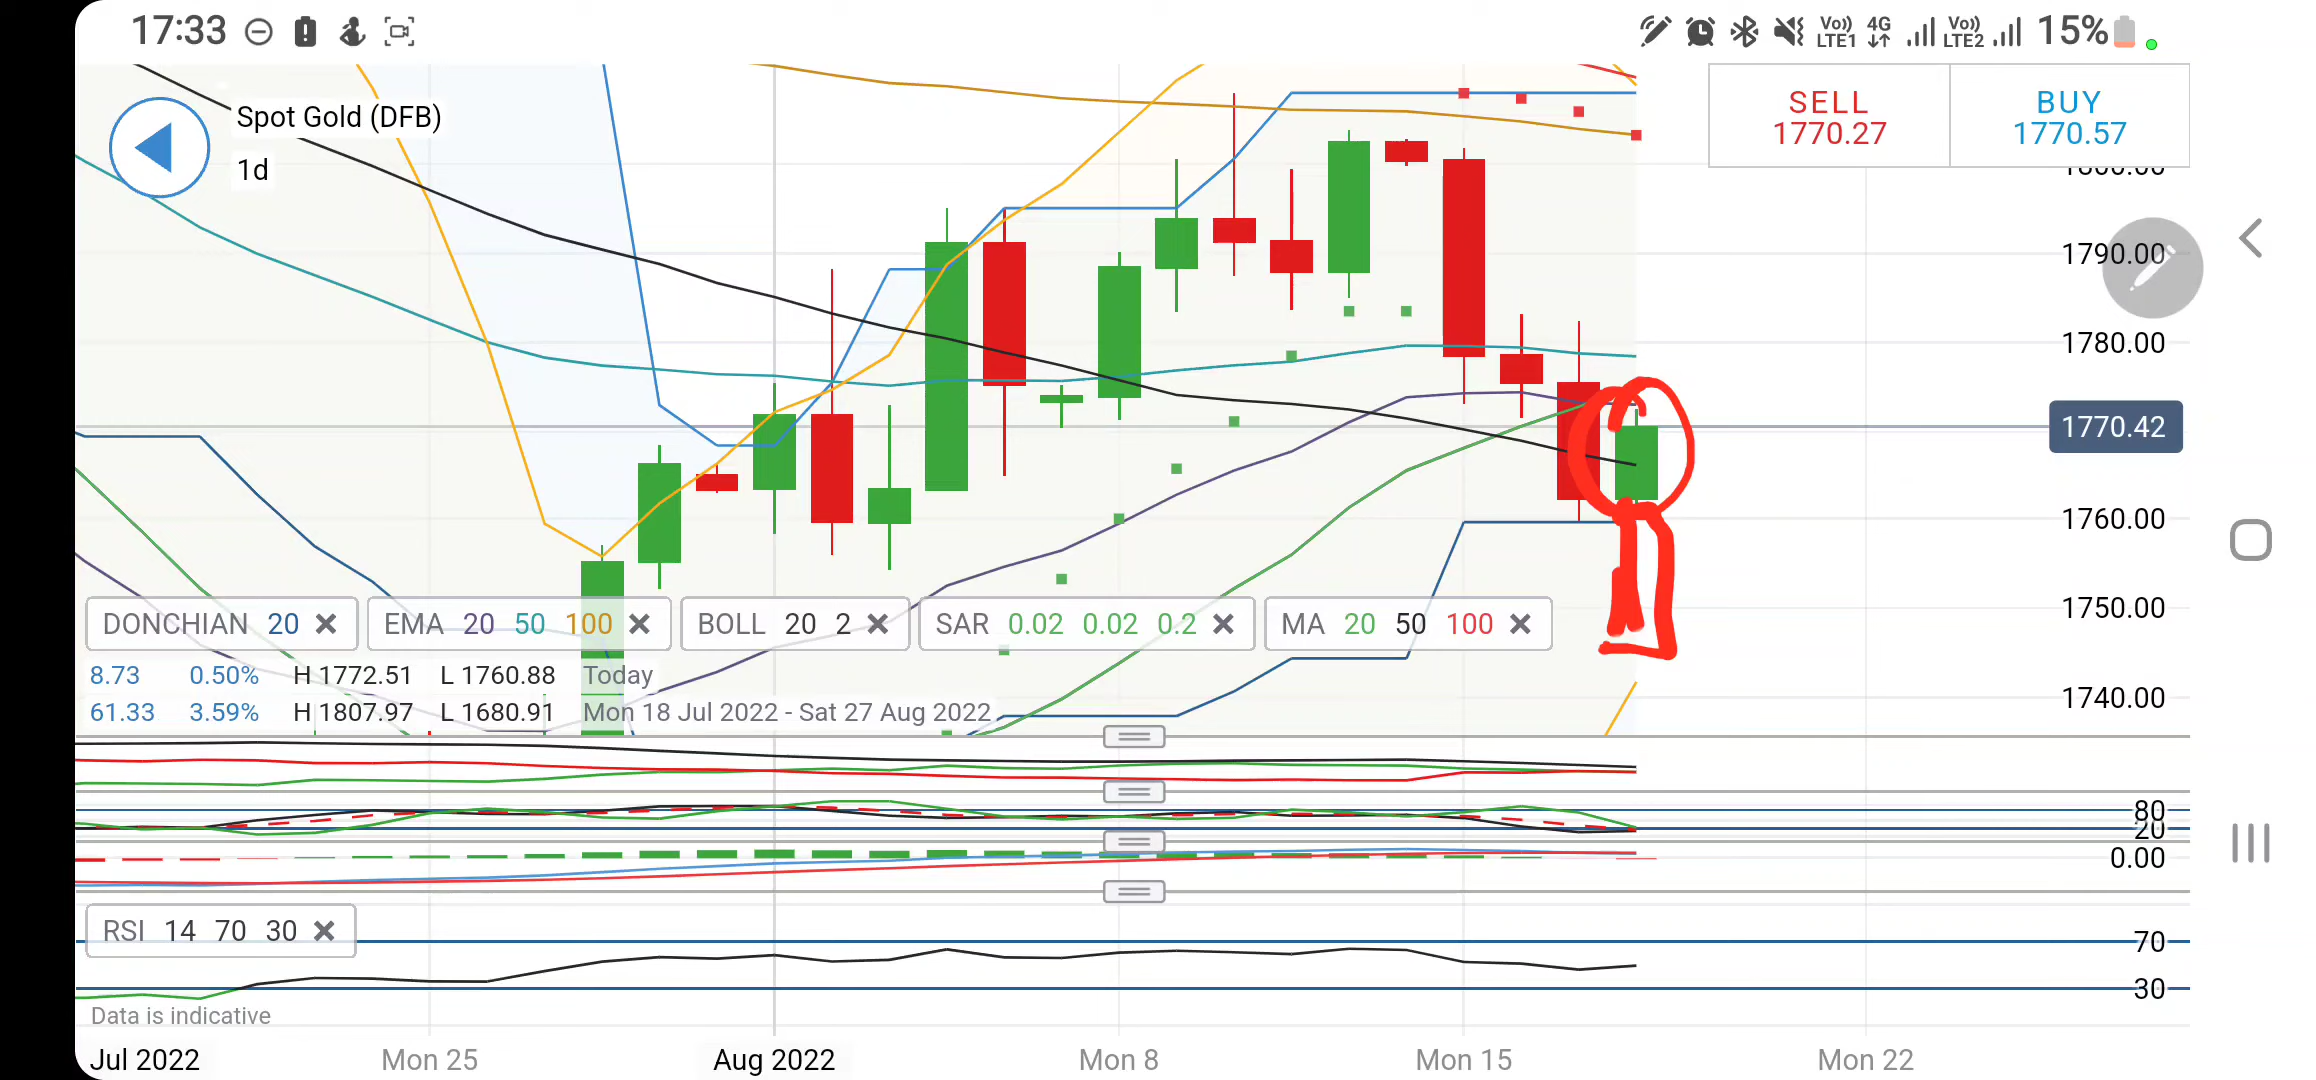 17:33
Vo)) LTE1 4G Vo)) LTE2 15%
Spot Gold (DFB)
1d
SELL BUY
1770.27 1770.57
1790.00
1780.00
1770.42
1760.00
1750.00
1740.00
DONCHIAN 20 EMA 20 50 100 BOLL 20 2 SAR 0.02 0.02 0.2 MA 20 50 100
8.73 0.50% H 1772.51 L 1760.88 Today
61.33 3.59% H 1807.97 L 1680.91 Mon 18 Jul 2022 - Sat 27 Aug 2022
80
20
0.00
RSI 14 70 30
70
30
Data is indicative
Jul 2022 Mon 25 Aug 2022 Mon 8 Mon 15 Mon 22